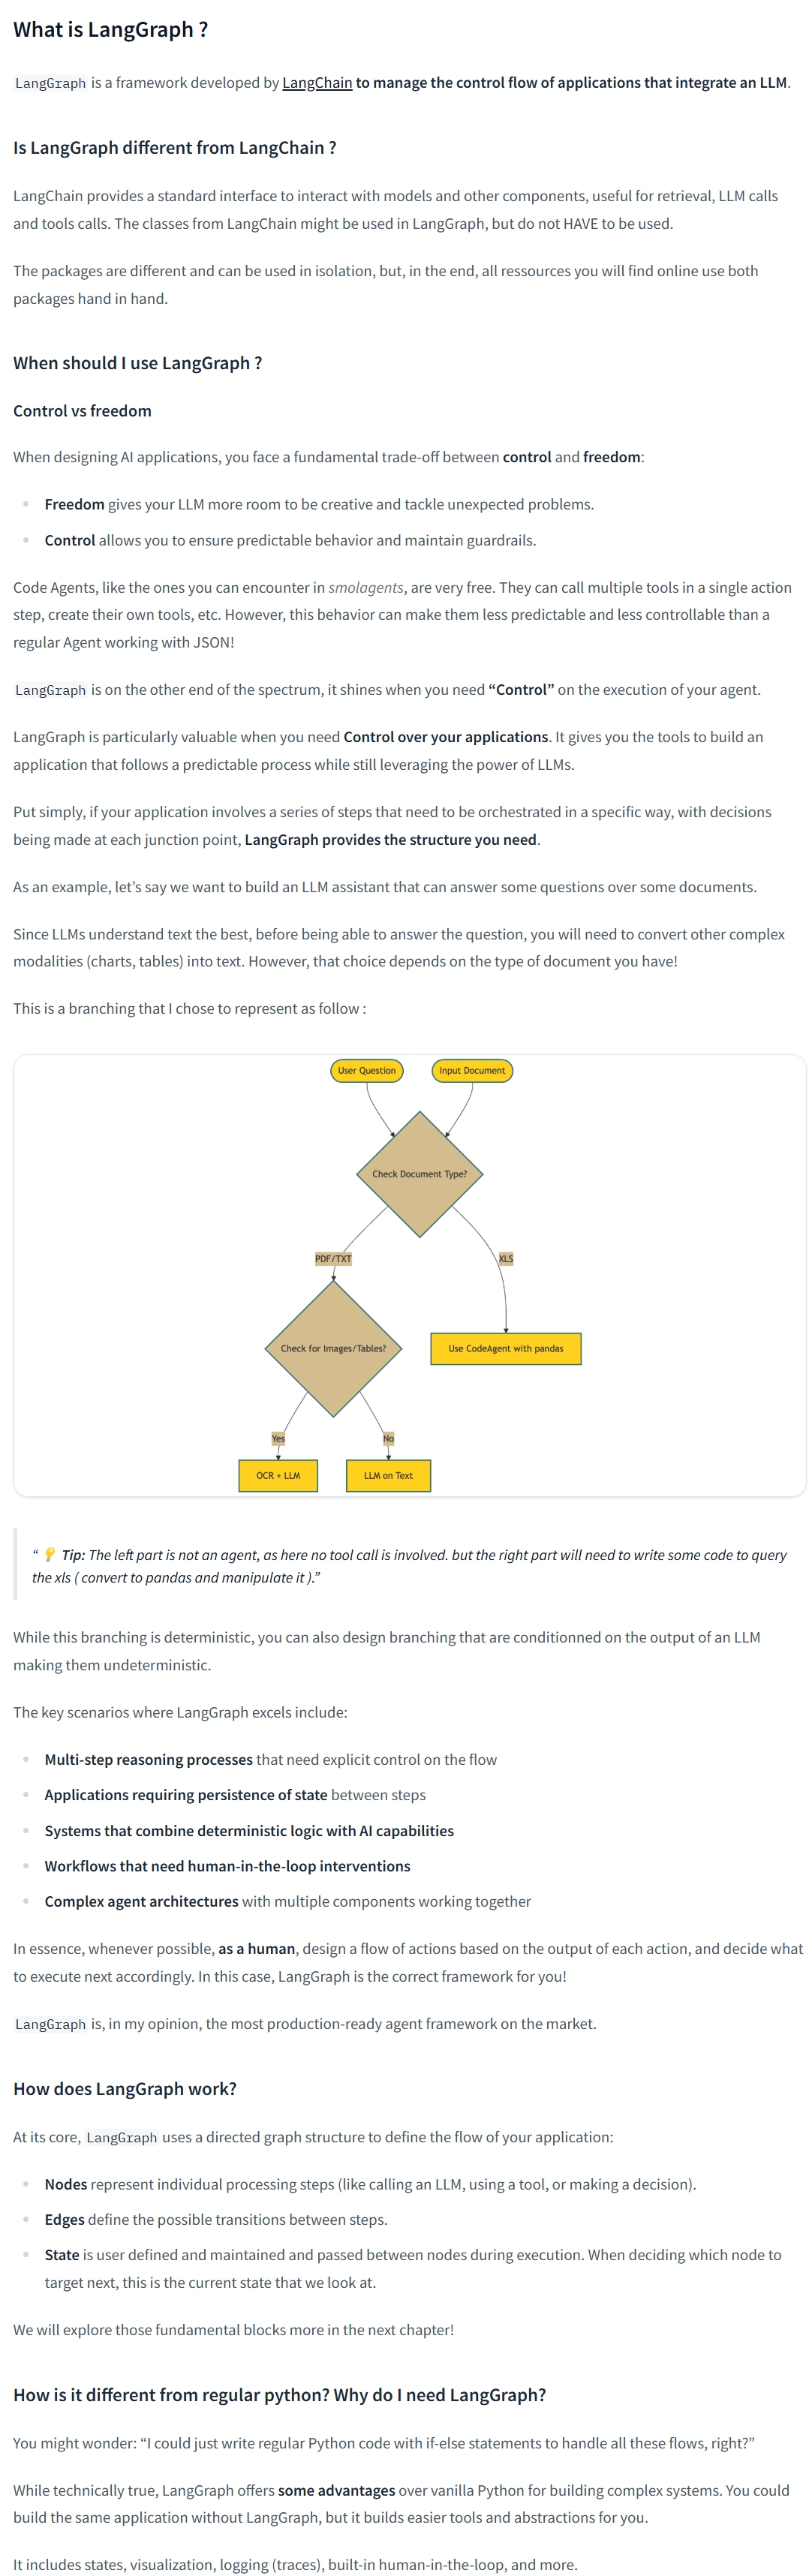 What is LangGraph ?
LangGraph is a framework developed by LangChain to manage the control flow of applications that integrate an LLM.
Is LangGraph different from LangChain ?
LangChain provides a standard interface to interact with models and other components, useful for retrieval, LLM calls
and tools calls. The classes from LangChain might be used in LangGraph, but do not HAVE to be used.
The packages are different and can be used in isolation, but, in the end, all ressources you will find online use both
packages hand in hand.
When should I use LangGraph ?
Control vs freedom
When designing AI applications, you face a fundamental trade-off between control and freedom:
• Freedom gives your LLM more room to be creative and tackle unexpected problems.
• Control allows you to ensure predictable behavior and maintain guardrails.
Code Agents, like the ones you can encounter in smolagents, are very free. They can call multiple tools in a single action
step, create their own tools, etc. However, this behavior can make them less predictable and less controllable than a
regular Agent working with JSON!
LangGraph is on the other end of the spectrum, it shines when you need “Control” on the execution of your agent.
LangGraph is particularly valuable when you need Control over your applications. It gives you the tools to build an
application that follows a predictable process while still leveraging the power of LLMs.
Put simply, if your application involves a series of steps that need to be orchestrated in a specific way, with decisions
being made at each junction point, LangGraph provides the structure you need.
As an example, let’s say we want to build an LLM assistant that can answer some questions over some documents.
Since LLMs understand text the best, before being able to answer the question, you will need to convert other complex
modalities (charts, tables) into text. However, that choice depends on the type of document you have!
This is a branching that I chose to represent as follow :
User Question
Input Document
Check Document Type?
PDF/TXT
XLS
Check for Images/Tables?
Use CodeAgent with pandas
Yes
No
OCR + LLM
LLM on Text
“ 💡 Tip: The left part is not an agent, as here no tool call is involved. but the right part will need to write some code to query
the xls ( convert to pandas and manipulate it ).”
While this branching is deterministic, you can also design branching that are conditionned on the output of an LLM
making them undeterministic.
The key scenarios where LangGraph excels include:
• Multi-step reasoning processes that need explicit control on the flow
• Applications requiring persistence of state between steps
• Systems that combine deterministic logic with AI capabilities
• Workflows that need human-in-the-loop interventions
• Complex agent architectures with multiple components working together
In essence, whenever possible, as a human, design a flow of actions based on the output of each action, and decide what
to execute next accordingly. In this case, LangGraph is the correct framework for you!
LangGraph is, in my opinion, the most production-ready agent framework on the market.
How does LangGraph work?
At its core, LangGraph uses a directed graph structure to define the flow of your application:
• Nodes represent individual processing steps (like calling an LLM, using a tool, or making a decision).
• Edges define the possible transitions between steps.
• State is user defined and maintained and passed between nodes during execution. When deciding which node to
target next, this is the current state that we look at.
We will explore those fundamental blocks more in the next chapter!
How is it different from regular python? Why do I need LangGraph?
You might wonder: “I could just write regular Python code with if-else statements to handle all these flows, right?”
While technically true, LangGraph offers some advantages over vanilla Python for building complex systems. You could
build the same application without LangGraph, but it builds easier tools and abstractions for you.
It includes states, visualization, logging (traces), built-in human-in-the-loop, and more.